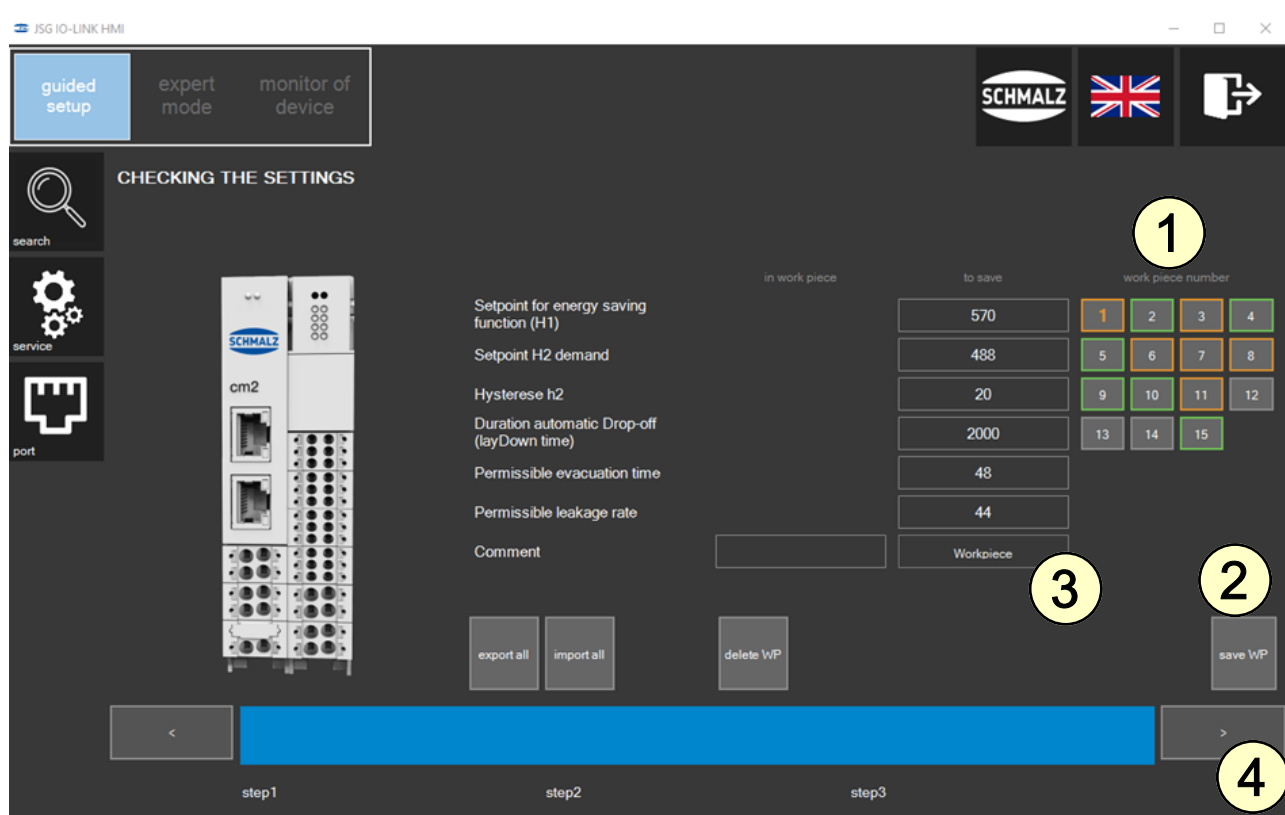 JSG IO-LINK HMI
guided
setup
expert
mode
monitor of
device
SCHMALZ
search
service
port
CHECKING THE SETTINGS
SCHMALZ
cm2
1
in work piece
to save
work piece number
Setpoint for energy saving
function (H1)
570
Setpoint H2 demand
488
Hysterese h2
20
Duration automatic Drop-off
(layDown time)
2000
Permissible evacuation time
48
Permissible leakage rate
44
Comment
Workpiece
1 2 3 4
5 6 7 8
9 10 11 12
13 14 15
3
2
export all
import all
delete WP
save WP
<
>
4
step1
step2
step3